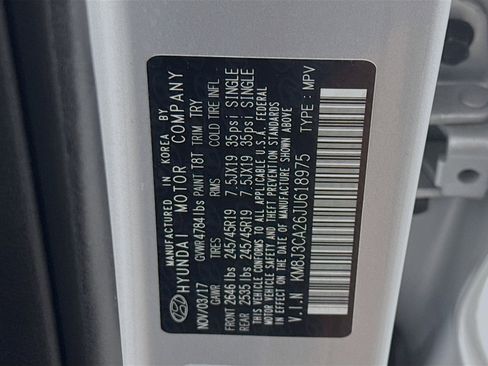 MANUFACTURED IN KOREA BY
HYUNDAI MOTOR COMPANY
NOV/03/17 GVWR 4784 lbs PAINT T8T TRIM TRY
GAWR TIRES RIMS COLD TIRE INFL
FRONT 2646 lbs 245/45R19 7.5JX19 35psi SINGLE
REAR 2535 lbs 245/45R19 7.5JX19 35psi SINGLE
THIS VEHICLE CONFORMS TO ALL APPLICABLE U.S.A. FEDERAL
MOTOR VEHICLE SAFETY AND THEFT PREVENTION STANDARDS
IN EFFECT ON THE DATE OF MANUFACTURE SHOWN ABOVE.
V.I.N KM8J3CA26JU618975 TYPE : MPV